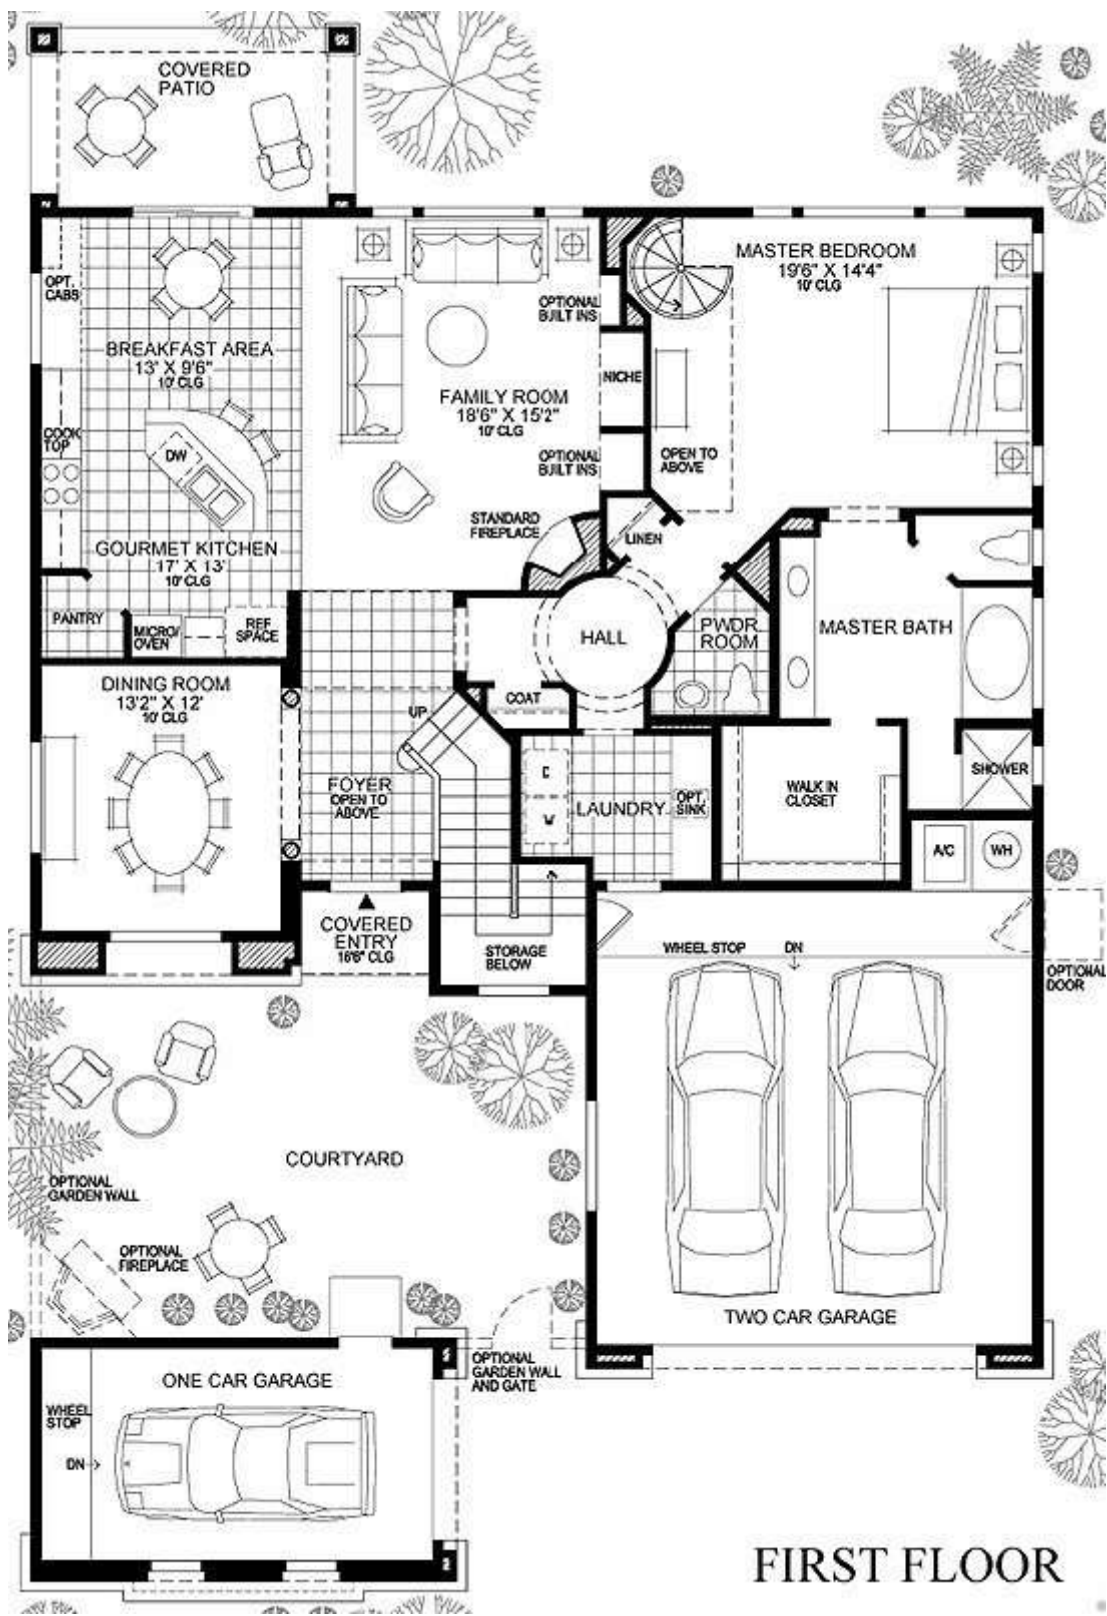 COVERED
PATIO
OPT.
CABS
BREAKFAST AREA
13' X 9'6"
10' CLG
COOK
TOP
DW
GOURMET KITCHEN
17' X 13'
10' CLG
PANTRY
MICRO/
OVEN
REF
SPACE
OPTIONAL
BUILT INS
FAMILY ROOM
18'6" X 15'2"
10' CLG
NICHE
OPTIONAL
BUILT INS
STANDARD
FIREPLACE
MASTER BEDROOM
19'6" X 14'4"
10' CLG
OPEN TO
ABOVE
LINEN
HALL
PWDR
ROOM
MASTER BATH
DINING ROOM
13'2" X 12'
10' CLG
UP
COAT
FOYER
OPEN TO
ABOVE
D
W
LAUNDRY
OPT.
SINK
WALK IN
CLOSET
SHOWER
A/C
WH
COVERED
ENTRY
16'6" CLG
STORAGE
BELOW
WHEEL STOP
DN
OPTIONAL
DOOR
COURTYARD
OPTIONAL
GARDEN WALL
OPTIONAL
FIREPLACE
TWO CAR GARAGE
OPTIONAL
GARDEN WALL
AND GATE
ONE CAR GARAGE
WHEEL
STOP
DN
FIRST FLOOR